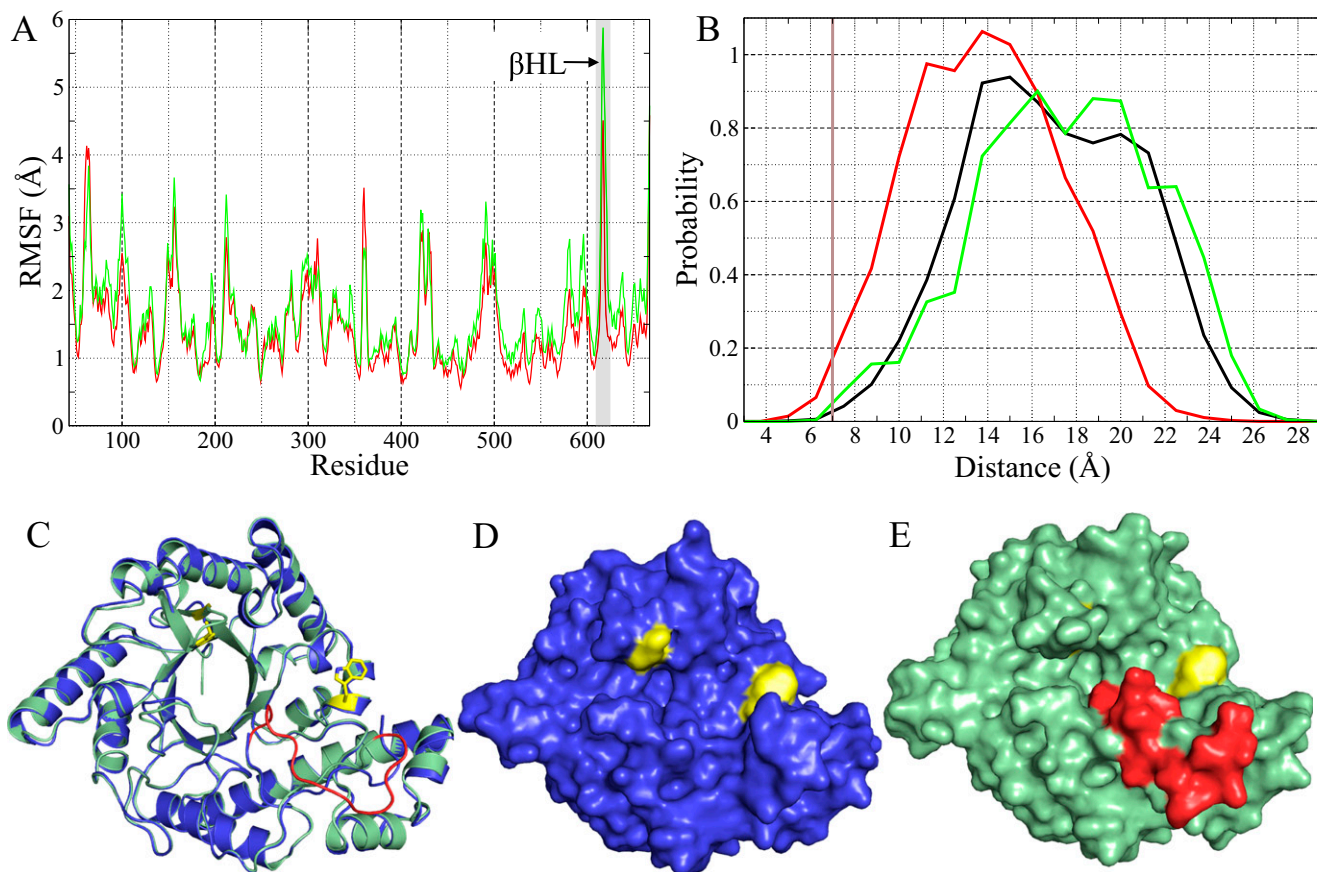 A
RMSF (Å)
6
5
4
3
2
1
0
βHL
100 200 300 400 500 600
Residue
B
Probability
1
0.8
0.6
0.4
0.2
0
4 6 8 10 12 14 16 18 20 22 24 26 28
Distance (Å)
C
D
E